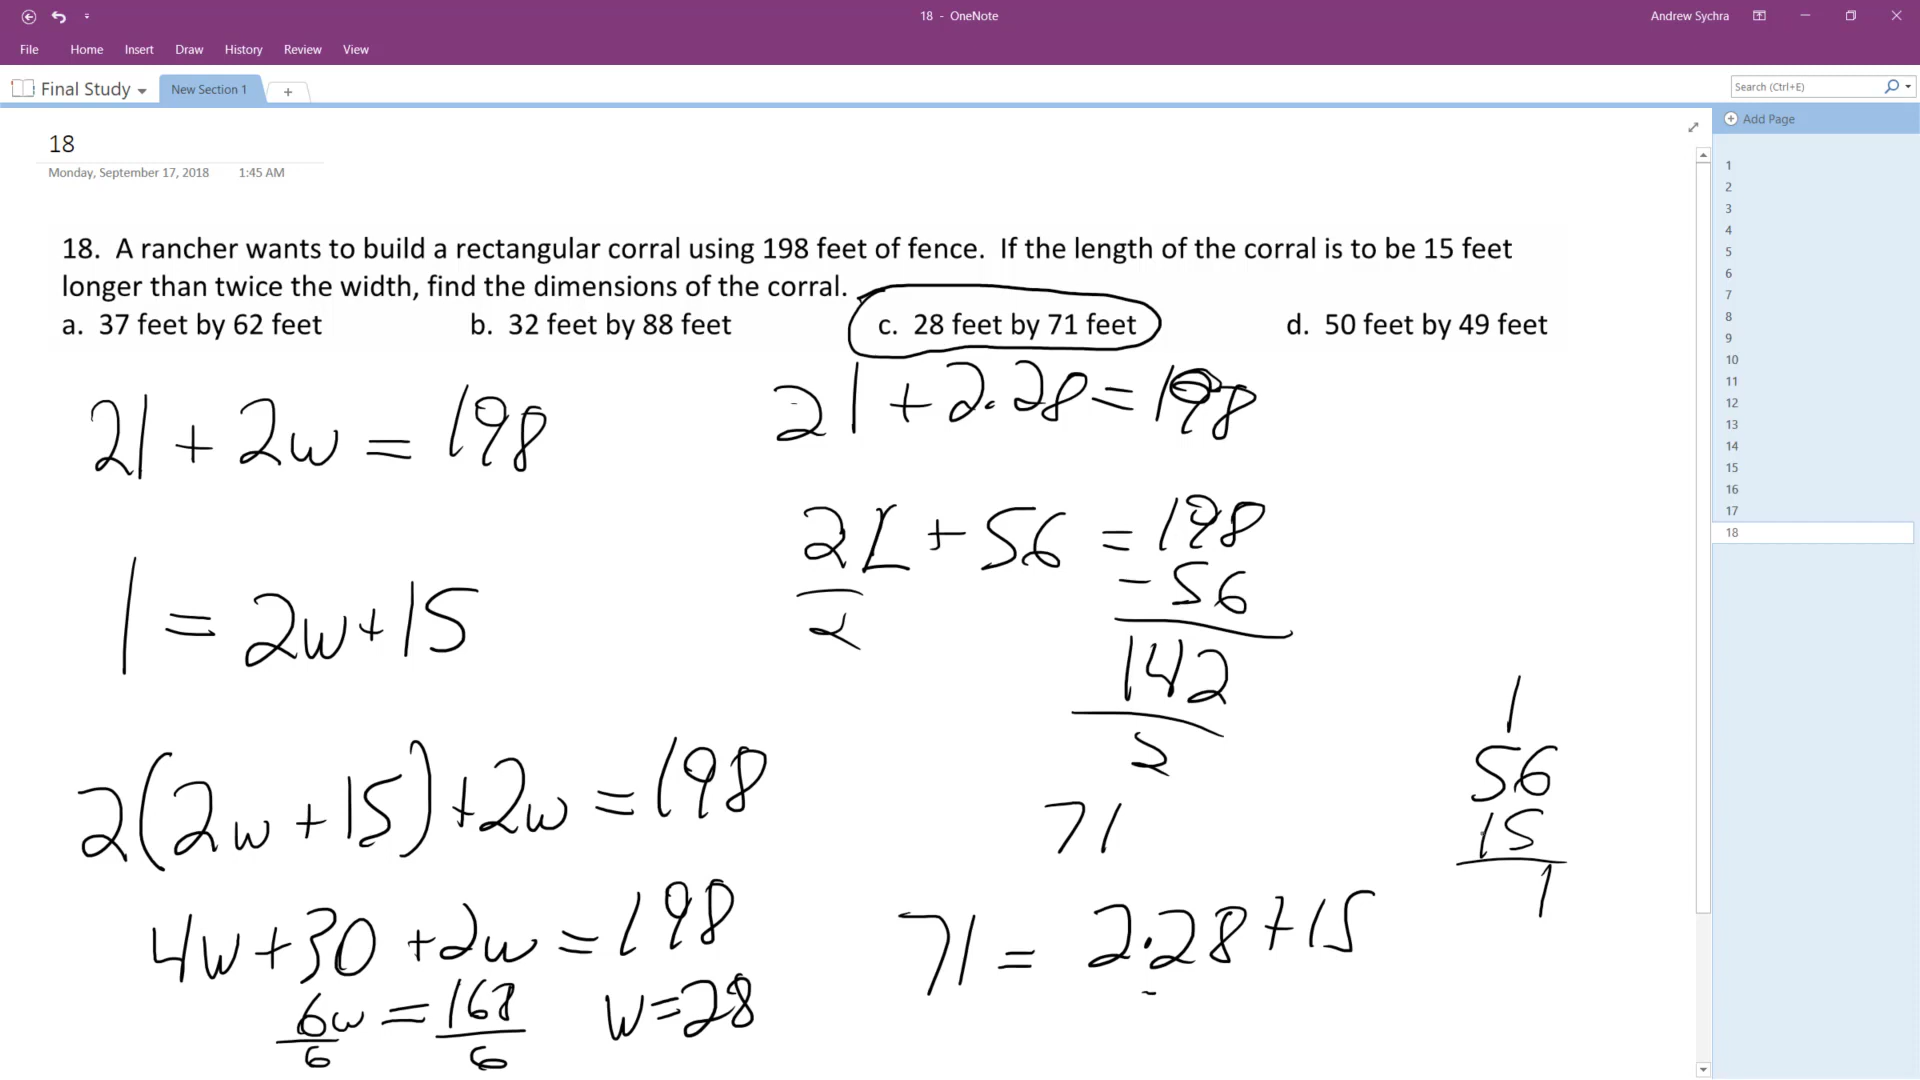 18 - OneNote
Andrew Sychra
File Home Insert Draw History Review View
Final Study New Section 1 +
Search (Ctrl+E)
Add Page
18
Monday, September 17, 2018 1:45 AM
18. A rancher wants to build a rectangular corral using 198 feet of fence. If the length of the corral is to be 15 feet
longer than twice the width, find the dimensions of the corral.
a. 37 feet by 62 feet b. 32 feet by 88 feet c. 28 feet by 71 feet d. 50 feet by 49 feet
2l + 2w = 198
l = 2w+15
2(2w+15)+2w=198
4w+30+2w=198
6w=168 w=28
6 6
2l+2·28=198
2L+56=198
-56
2
142
2
71
71=2·28+15
1
56
15
1
1
2
3
4
5
6
7
8
9
10
11
12
13
14
15
16
17
18